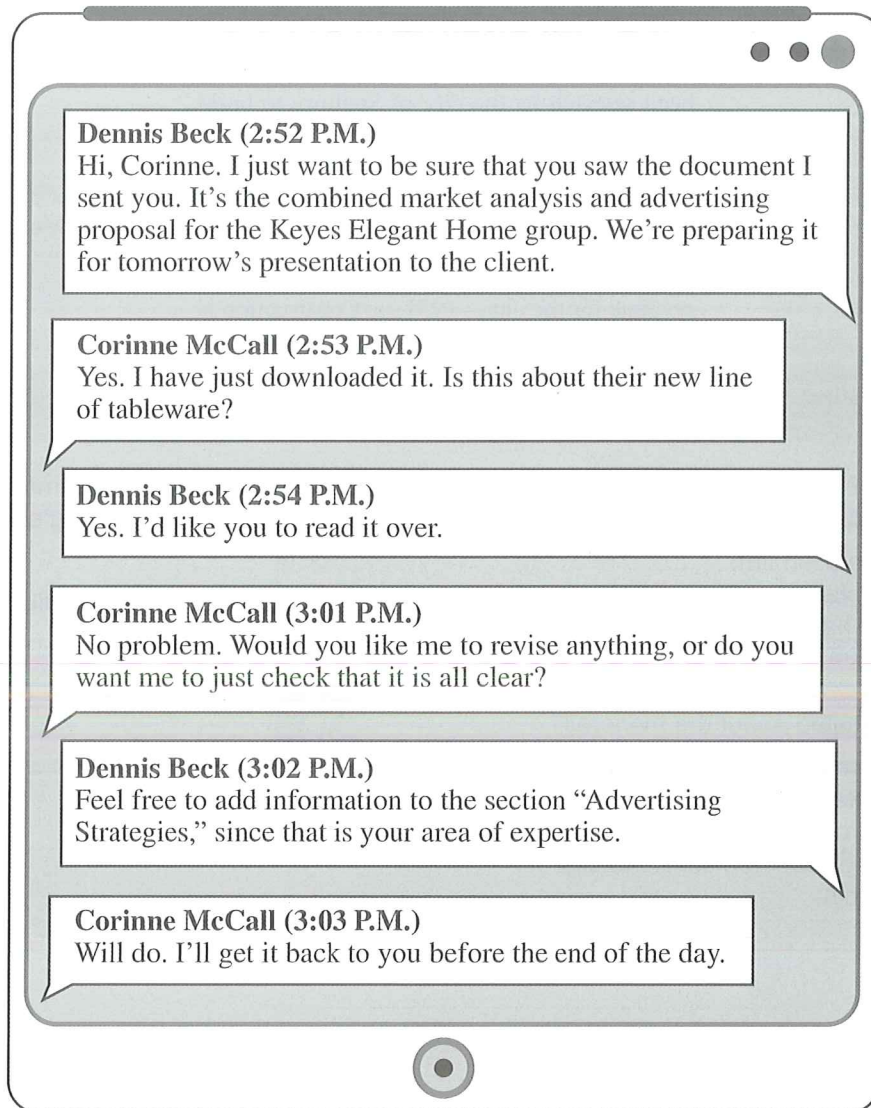 Dennis Beck (2:52 P.M.)
Hi, Corinne. I just want to be sure that you saw the document I
sent you. It's the combined market analysis and advertising
proposal for the Keyes Elegant Home group. We're preparing it
for tomorrow's presentation to the client.
Corinne McCall (2:53 P.M.)
Yes. I have just downloaded it. Is this about their new line
of tableware?
Dennis Beck (2:54 P.M.)
Yes. I'd like you to read it over.
Corinne McCall (3:01 P.M.)
No problem. Would you like me to revise anything, or do you
want me to just check that it is all clear?
Dennis Beck (3:02 P.M.)
Feel free to add information to the section “Advertising
Strategies,” since that is your area of expertise.
Corinne McCall (3:03 P.M.)
Will do. I'll get it back to you before the end of the day.